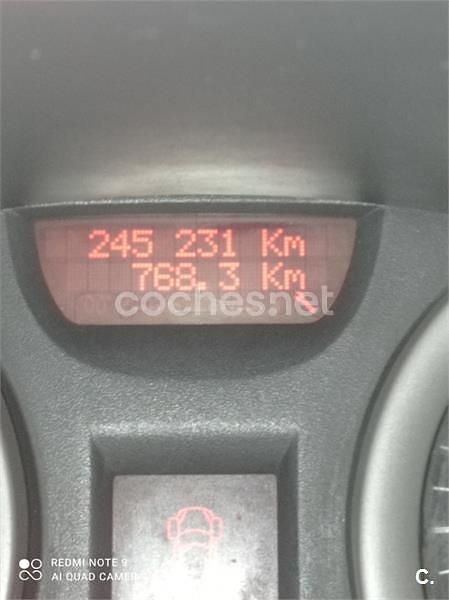 245 231 Km
768.3 Km
coches.net
REDMI NOTE 9
AI QUAD CAMERA
C.